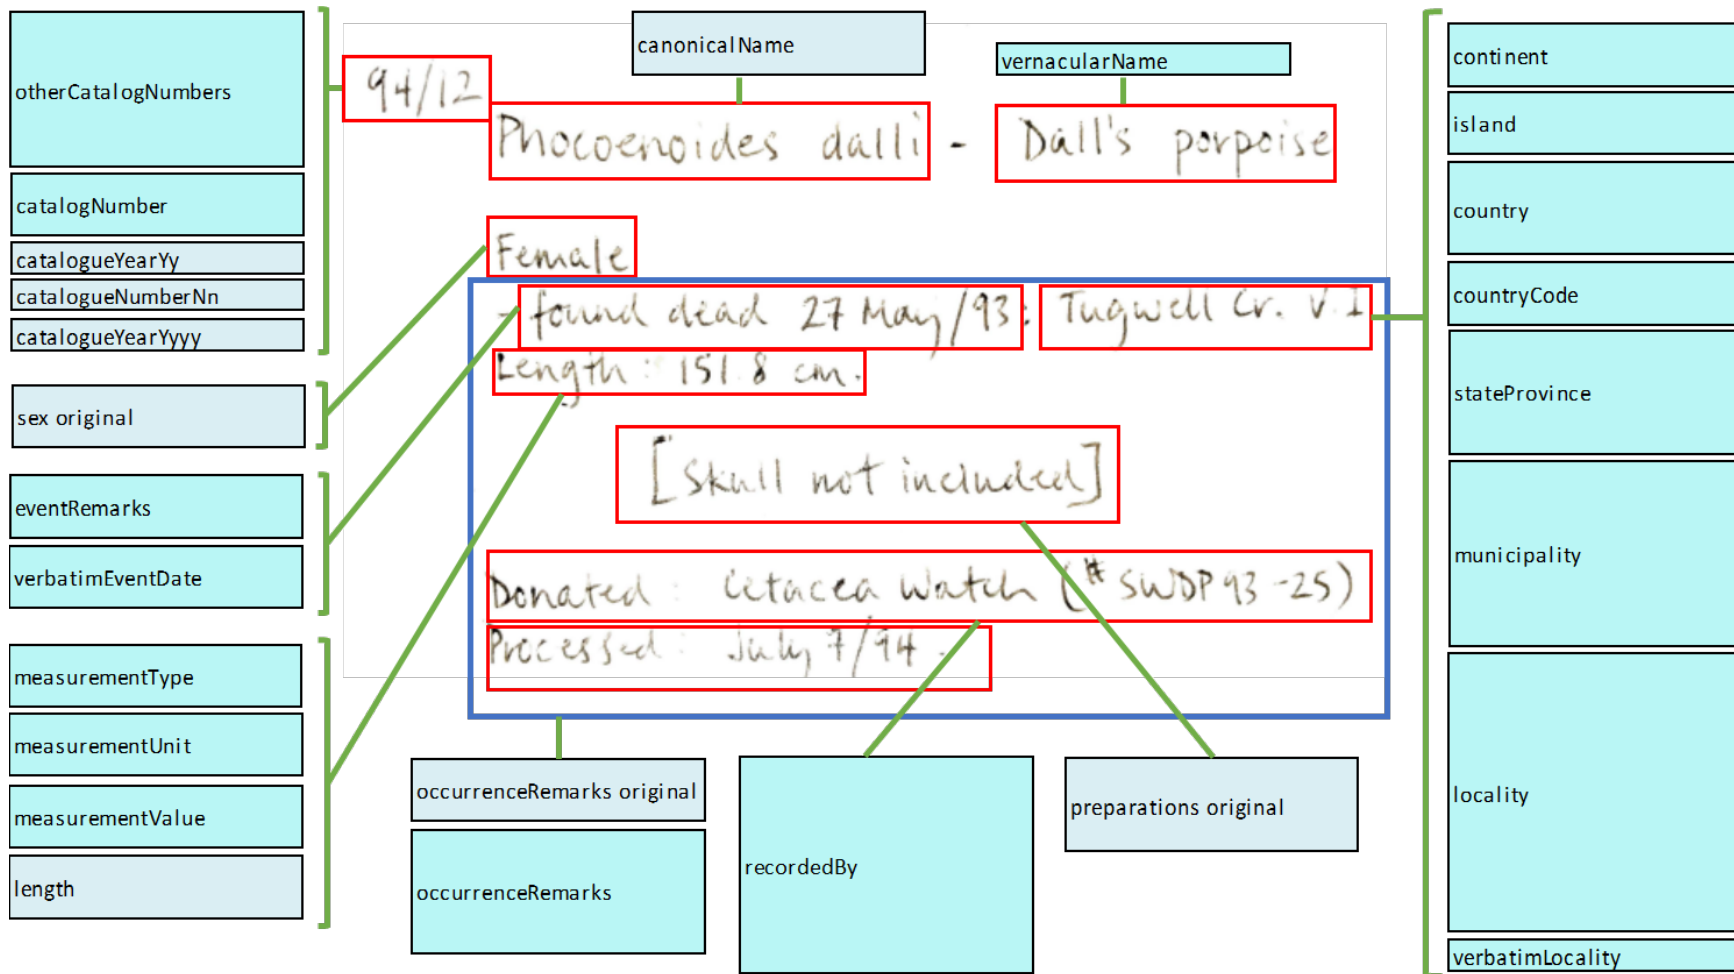 otherCatalogNumbers
catalogNumber
catalogueYearYy
catalogueNumberNn
catalogueYearYyyy
sex original
eventRemarks
verbatimEventDate
measurementType
measurementUnit
measurementValue
length
canonicalName
vernacularName
94/12
Phocoenoides dalli - Dall's porpoise
Female
- found dead 27 May/93: Tugwell Cr. V.I
Length: 151.8 cm.
[Skull not included]
Donated: Cetacea Watch (# SWDP93-25)
Processed: July 7/94.
occurrenceRemarks original
occurrenceRemarks
recordedBy
preparations original
continent
island
country
countryCode
stateProvince
municipality
locality
verbatimLocality